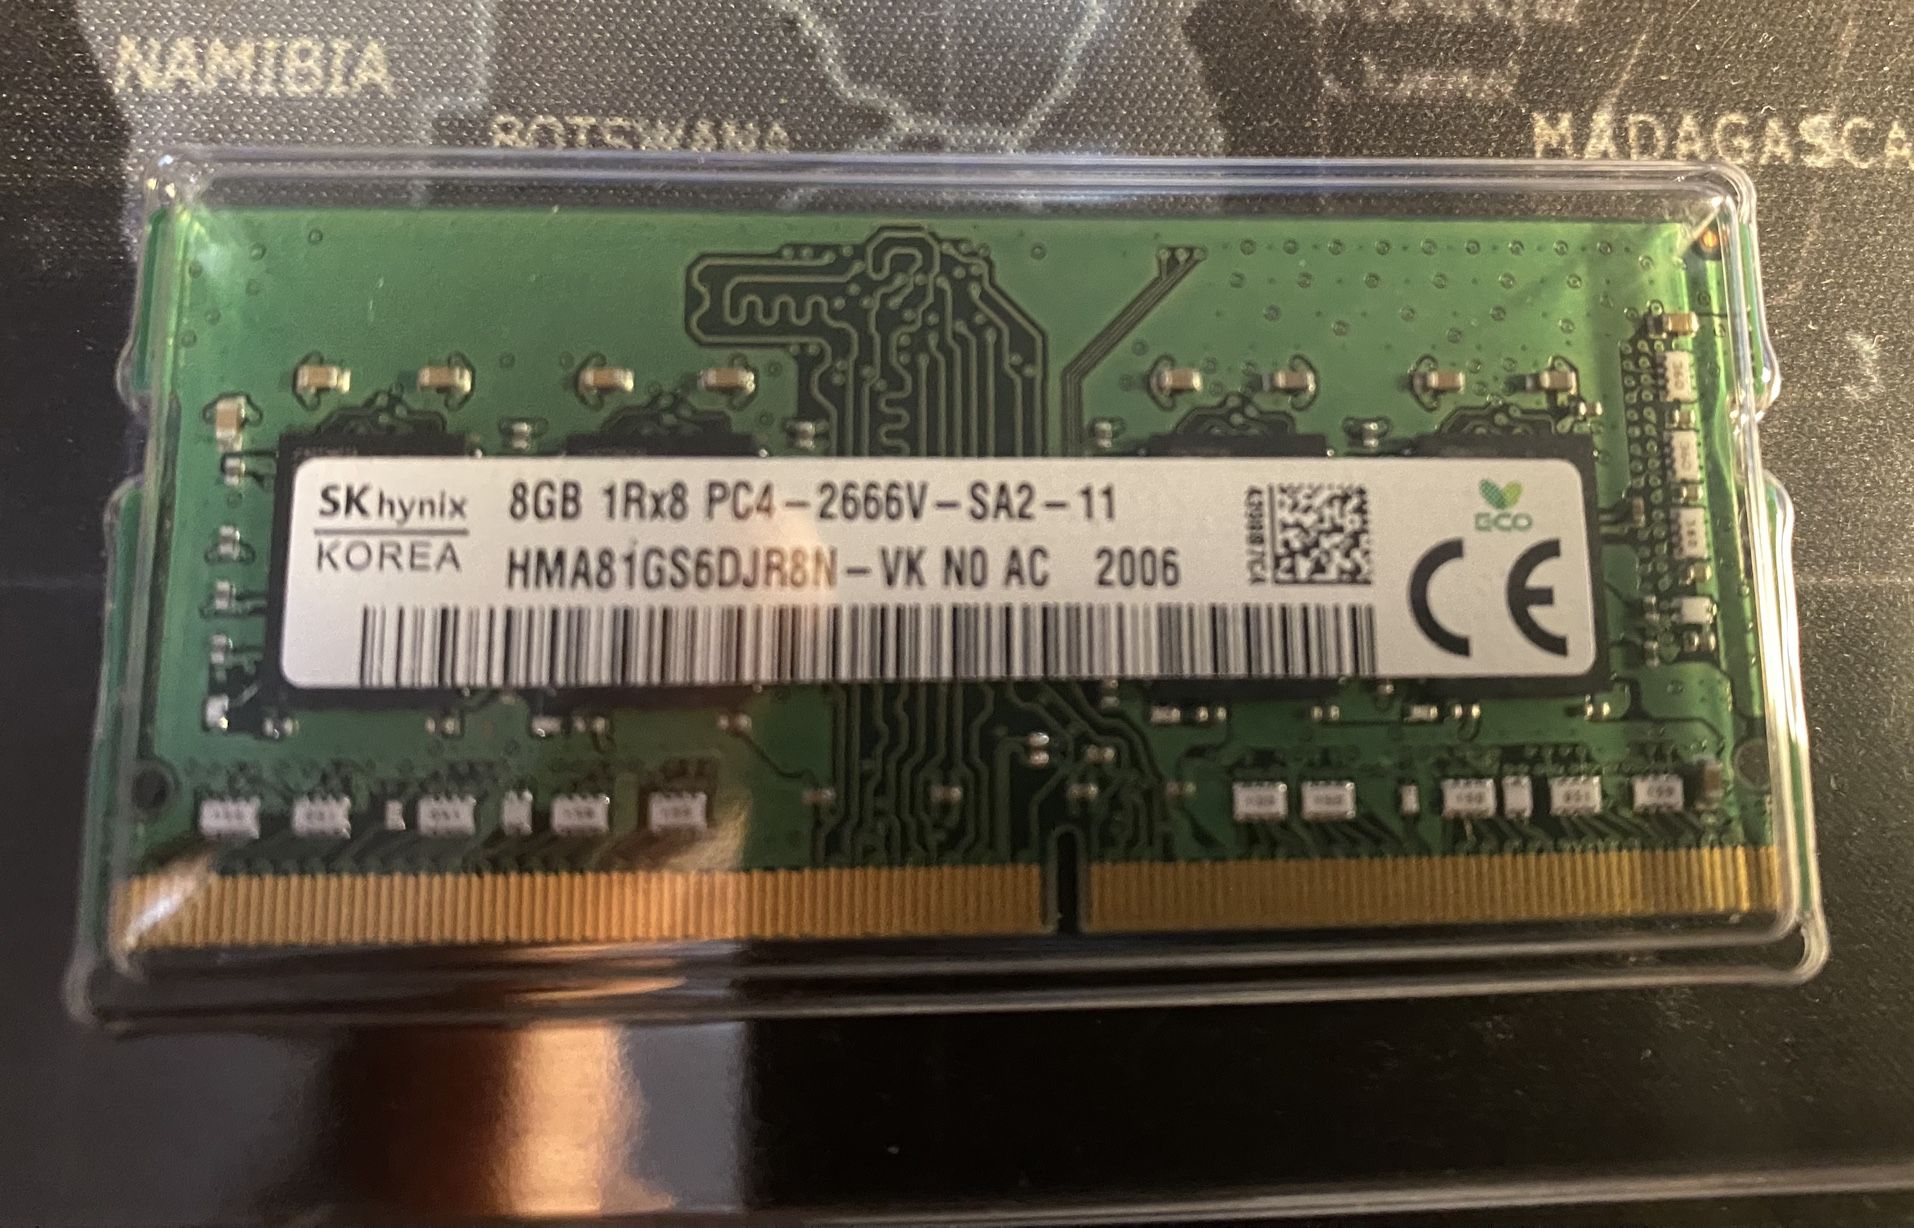 NAMIBIA
BOTSWANA
MADAGASCA
SK hynix
KOREA
8GB 1Rx8 PC4-2666V-SA2-11
HMA81GS6DJR8N-VK N0 AC 2006
ECO
CE